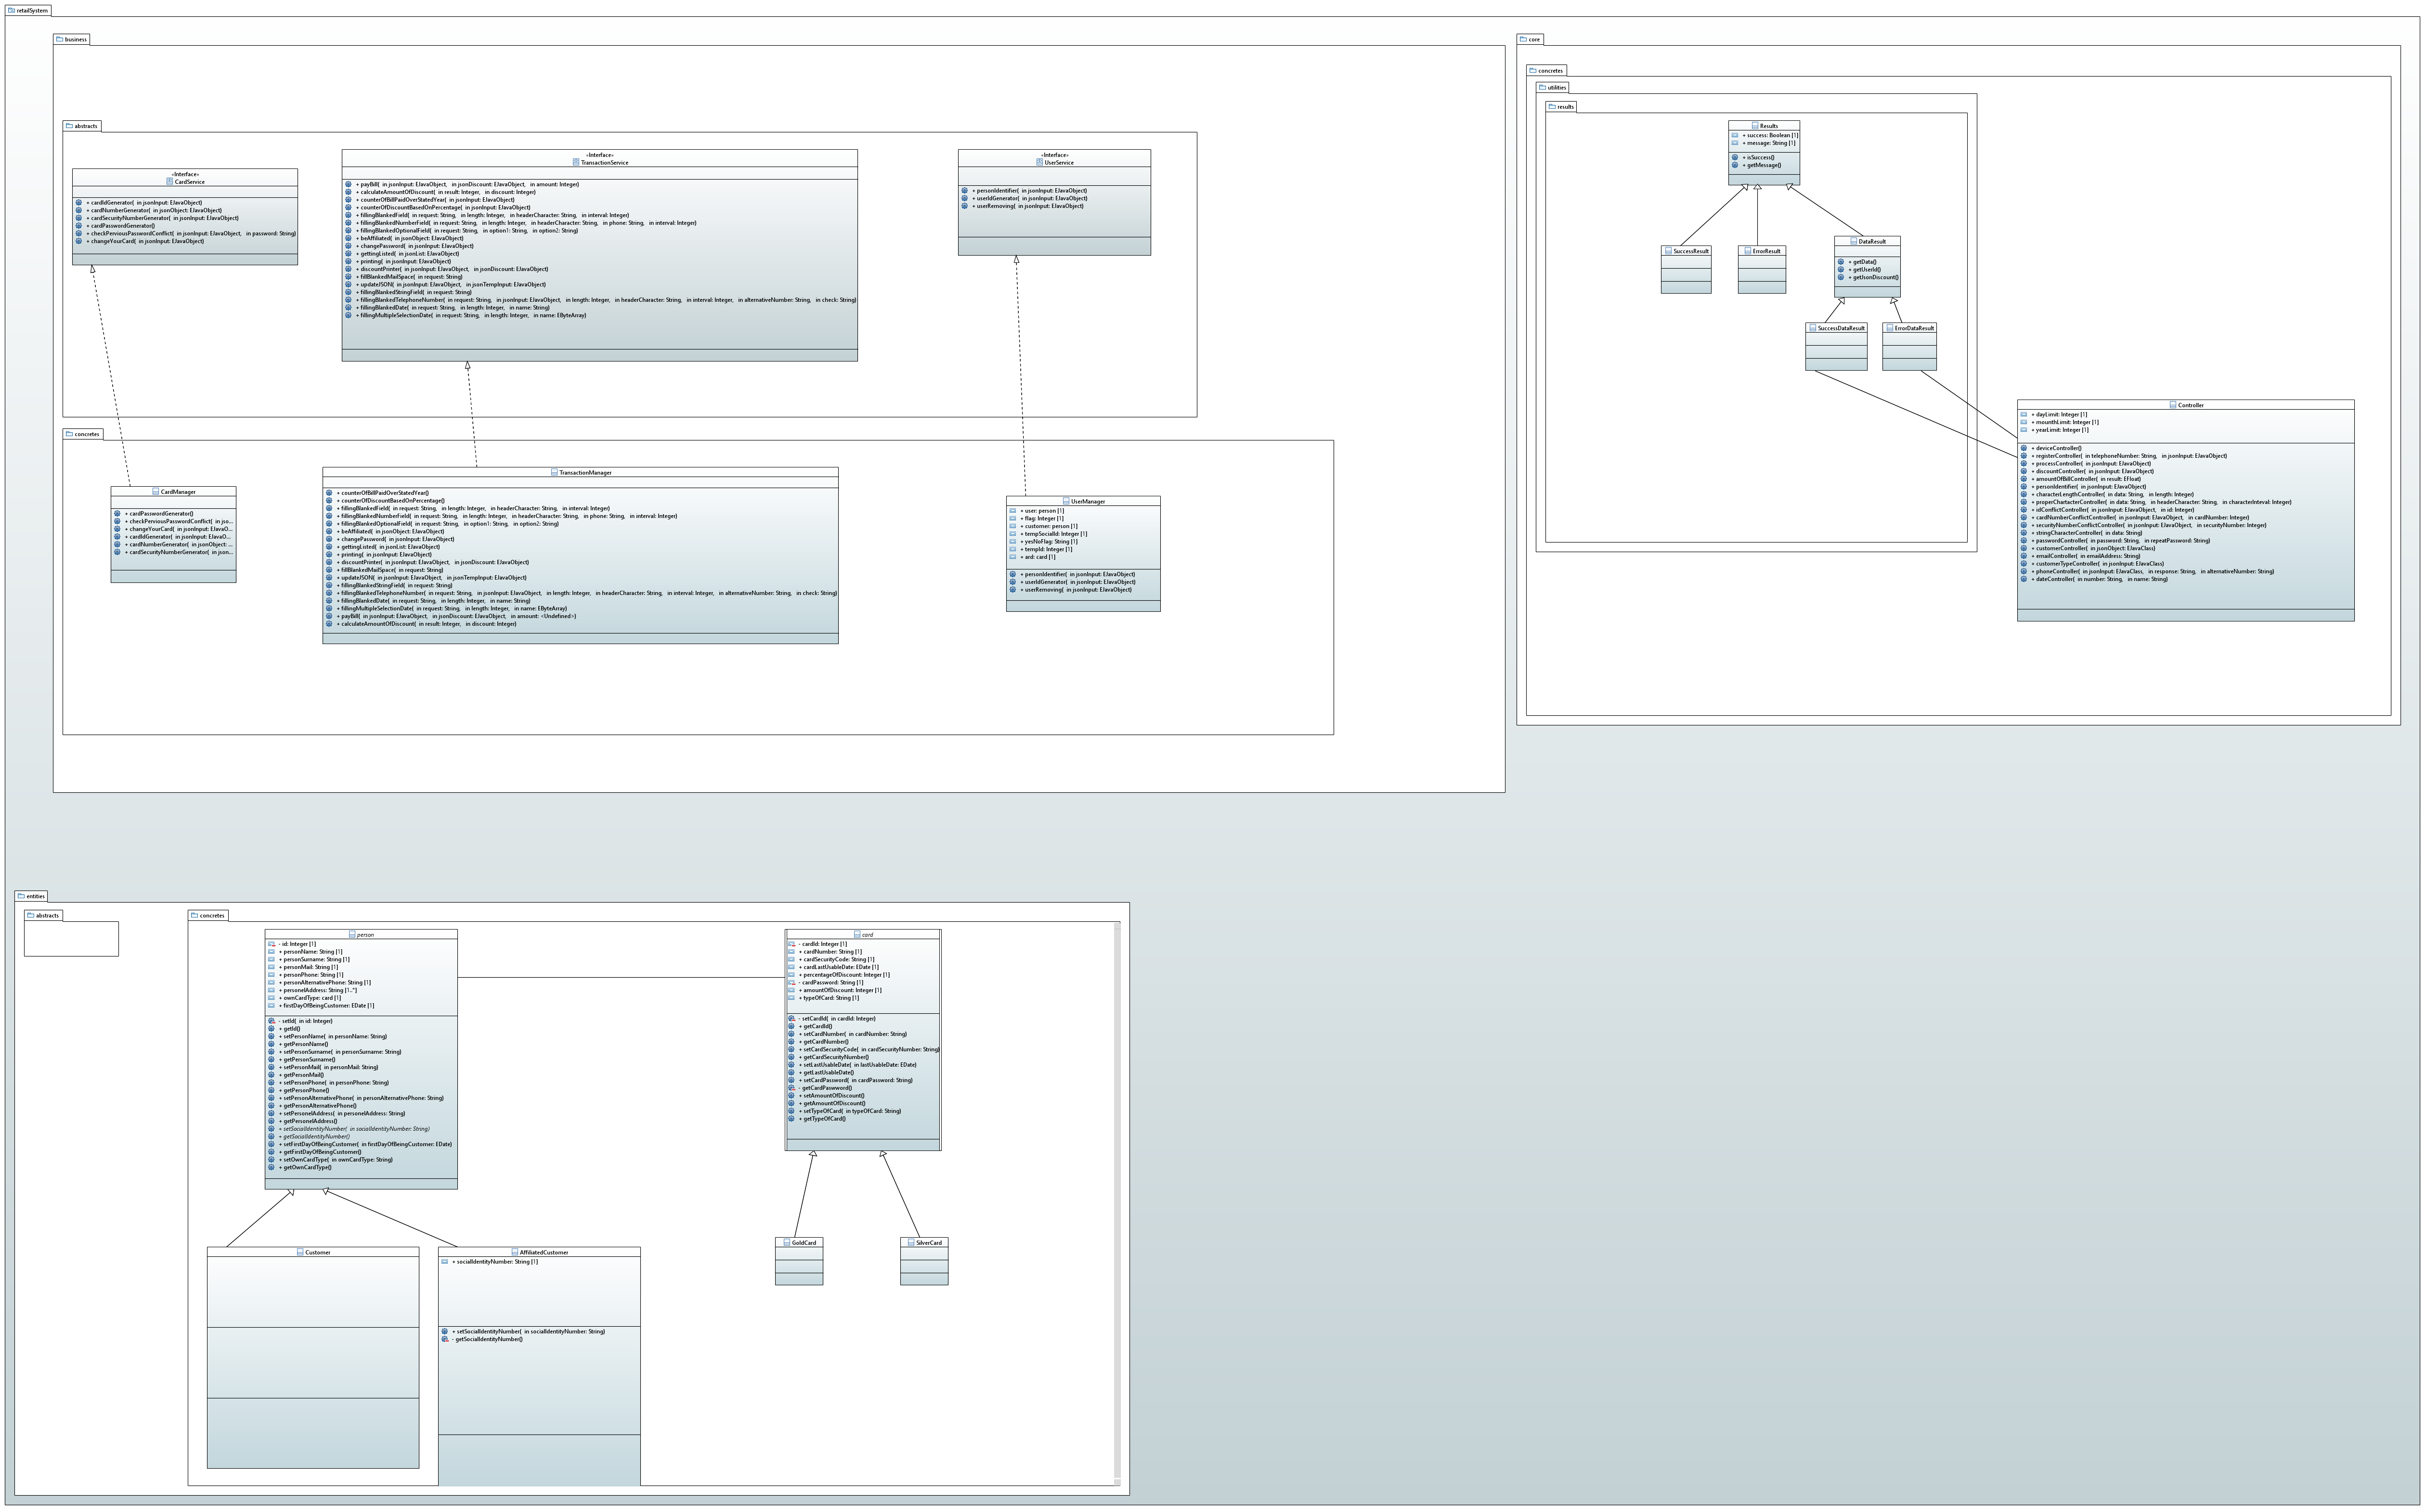 retailSystem
business
abstracts
«Interface»
CardService
+ cardIdGenerator( in jsonInput: EJavaObject)
+ cardNumberGenerator( in jsonObject: EJavaObject)
+ cardSecurityNumberGenerator( in jsonInput: EJavaObject)
+ cardPasswordGenerator()
+ checkPerviousPasswordConflict( in jsonInput: EJavaObject, in password: String)
+ changeYourCard( in jsonInput: EJavaObject)
«Interface»
TransactionService
+ payBill( in jsonInput: EJavaObject, in jsonDiscount: EJavaObject, in amount: Integer)
+ calculateAmountOfDiscount( in result: Integer, in discount: Integer)
+ counterOfBillPaidOverStatedYear( in jsonInput: EJavaObject)
+ counterOfDiscountBasedOnPercentage( in jsonInput: EJavaObject)
+ fillingBlankedField( in request: String, in length: Integer, in headerCharacter: String, in interval: Integer)
+ fillingBlankedNumberField( in request: String, in length: Integer, in headerCharacter: String, in phone: String, in interval: Integer)
+ fillingBlankedOptionalField( in request: String, in option1: String, in option2: String)
+ beAffiliated( in jsonObject: EJavaObject)
+ changePassword( in jsonInput: EJavaObject)
+ gettingListed( in jsonList: EJavaObject)
+ printing( in jsonInput: EJavaObject)
+ discountPrinter( in jsonInput: EJavaObject, in jsonDiscount: EJavaObject)
+ fillBlankedMailSpace( in request: String)
+ updateJSON( in jsonInput: EJavaObject, in jsonTempInput: EJavaObject)
+ fillingBlankedStringField( in request: String)
+ fillingBlankedTelephoneNumber( in request: String, in jsonInput: EJavaObject, in length: Integer, in headerCharacter: String, in interval: Integer, in alternativeNumber: String, in check: String)
+ fillingBlankedDate( in request: String, in length: Integer, in name: String)
+ fillingMultipleSelectionDate( in request: String, in length: Integer, in name: EByteArray)
«Interface»
UserService
+ personIdentifier( in jsonInput: EJavaObject)
+ userIdGenerator( in jsonInput: EJavaObject)
+ userRemoving( in jsonInput: EJavaObject)
concretes
CardManager
+ cardPasswordGenerator()
+ checkPerviousPasswordConflict( in jso...
+ changeYourCard( in jsonInput: EJavaO...
+ cardIdGenerator( in jsonInput: EJavaO...
+ cardNumberGenerator( in jsonObject: ...
+ cardSecurityNumberGenerator( in json...
TransactionManager
+ counterOfBillPaidOverStatedYear()
+ counterOfDiscountBasedOnPercentage()
+ fillingBlankedField( in request: String, in length: Integer, in headerCharacter: String, in interval: Integer)
+ fillingBlankedNumberField( in request: String, in length: Integer, in headerCharacter: String, in phone: String, in interval: Integer)
+ fillingBlankedOptionalField( in request: String, in option1: String, in option2: String)
+ beAffiliated( in jsonObject: EJavaObject)
+ changePassword( in jsonInput: EJavaObject)
+ gettingListed( in jsonList: EJavaObject)
+ printing( in jsonInput: EJavaObject)
+ discountPrinter( in jsonInput: EJavaObject, in jsonDiscount: EJavaObject)
+ fillBlankedMailSpace( in request: String)
+ updateJSON( in jsonInput: EJavaObject, in jsonTempInput: EJavaObject)
+ fillingBlankedStringField( in request: String)
+ fillingBlankedTelephoneNumber( in request: String, in jsonInput: EJavaObject, in length: Integer, in headerCharacter: String, in interval: Integer, in alternativeNumber: String, in check: String)
+ fillingBlankedDate( in request: String, in length: Integer, in name: String)
+ fillingMultipleSelectionDate( in request: String, in length: Integer, in name: EByteArray)
+ payBill( in jsonInput: EJavaObject, in jsonDiscount: EJavaObject, in amount: <Undefined>)
+ calculateAmountOfDiscount( in result: Integer, in discount: Integer)
UserManager
+ user: person [1]
+ flag: Integer [1]
+ customer: person [1]
+ tempSocialId: Integer [1]
+ yesNoFlag: String [1]
+ tempId: Integer [1]
+ ard: card [1]
+ personIdentifier( in jsonInput: EJavaObject)
+ userIdGenerator( in jsonInput: EJavaObject)
+ userRemoving( in jsonInput: EJavaObject)
core
concretes
utilities
results
Results
+ success: Boolean [1]
+ message: String [1]
+ isSuccess()
+ getMessage()
SuccessResult
ErrorResult
DataResult
+ getData()
+ getUserId()
+ getJsonDiscount()
SuccessDataResult
ErrorDataResult
Controller
+ dayLimit: Integer [1]
+ mounthLimit: Integer [1]
+ yearLimit: Integer [1]
+ deviceController()
+ registerController( in telephoneNumber: String, in jsonInput: EJavaObject)
+ processController( in jsonInput: EJavaObject)
+ discountController( in jsonInput: EJavaObject)
+ amountOfBillController( in result: EFloat)
+ personIdentifier( in jsonInput: EJavaObject)
+ characterLengthController( in data: String, in length: Integer)
+ properChartacterController( in data: String, in headerCharacter: String, in characterInteval: Integer)
+ idConflictController( in jsonInput: EJavaObject, in id: Integer)
+ cardNumberConflictController( in jsonInput: EJavaObject, in cardNumber: Integer)
+ securityNumberConflictController( in jsonInput: EJavaObject, in securityNumber: Integer)
+ stringCharacterController( in data: String)
+ passwordController( in password: String, in repeatPassword: String)
+ customerController( in jsonObject: EJavaClass)
+ emailController( in emailAddress: String)
+ customerTypeController( in jsonInput: EJavaClass)
+ phoneController( in jsonInput: EJavaClass, in response: String, in alternativeNumber: String)
+ dateController( in number: String, in name: String)
entities
abstracts
concretes
person
- id: Integer [1]
+ personName: String [1]
+ personSurname: String [1]
+ personMail: String [1]
+ personPhone: String [1]
+ personAlternativePhone: String [1]
+ personelAddress: String [1..*]
+ ownCardType: card [1]
+ firstDayOfBeingCustomer: EDate [1]
- setId( in id: Integer)
+ getId()
+ setPersonName( in personName: String)
+ getPersonName()
+ setPersonSurname( in personSurname: String)
+ getPersonSurname()
+ setPersonMail( in personMail: String)
+ getPersonMail()
+ setPersonPhone( in personPhone: String)
+ getPersonPhone()
+ setPersonAlternativePhone( in personAlternativePhone: String)
+ getPersonAlternativePhone()
+ setPersonelAddress( in personelAddress: String)
+ getPersonelAddress()
+ setSocialIdentityNumber( in socialIdentityNumber: String)
+ getSocialIdentityNumber()
+ setFirstDayOfBeingCustomer( in firstDayOfBeingCustomer: EDate)
+ getFirstDayOfBeingCustomer()
+ setOwnCardType( in ownCardType: String)
+ getOwnCardType()
card
- cardId: Integer [1]
+ cardNumber: String [1]
+ cardSecurityCode: String [1]
+ cardLastUsableDate: EDate [1]
+ percentageOfDiscount: Integer [1]
- cardPassword: String [1]
+ amountOfDiscount: Integer [1]
+ typeOfCard: String [1]
- setCardId( in cardId: Integer)
+ getCardId()
+ setCardNumber( in cardNumber: String)
+ getCardNumber()
+ setCardSecurityCode( in cardSecurityNumber: String)
+ getCardSecurityNumber()
+ setLastUsableDate( in lastUsableDate: EDate)
+ getLastUsableDate()
+ setCardPassword( in cardPassword: String)
- getCardPasswword()
+ setAmountOfDiscount()
+ getAmountOfDiscount()
+ setTypeOfCard( in typeOfCard: String)
+ getTypeOfCard()
Customer
AffiliatedCustomer
+ socialIdentityNumber: String [1]
+ setSocialIdentityNumber( in socialIdentityNumber: String)
- getSocialIdentityNumber()
GoldCard
SilverCard